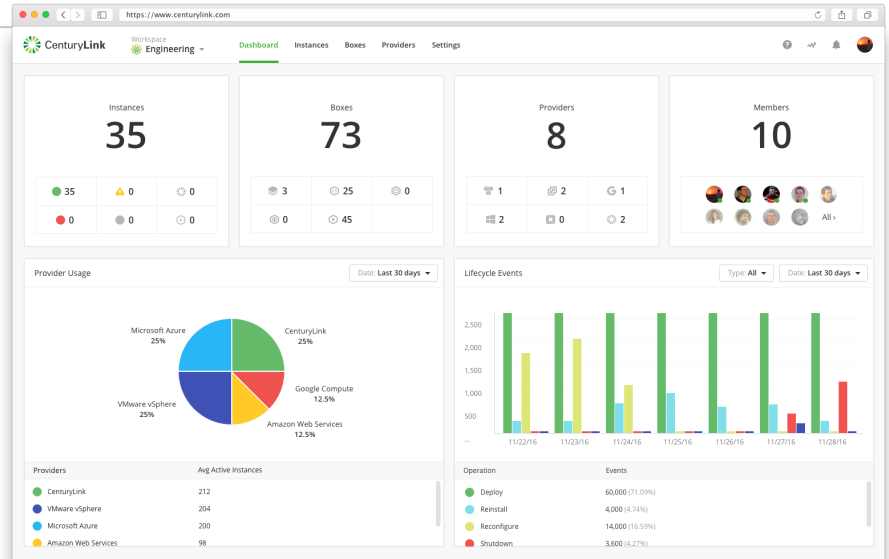 https://www.centurylink.com
CenturyLink
Workspace
Engineering
Dashboard Instances Boxes Providers Settings
Instances
35
35 0 0
0 0 0
Boxes
73
3 25 0
0 45
Providers
8
1 2 G 1
2 0 2
Members
10
All ›
Provider Usage
Date: Last 30 days
Microsoft Azure
25%
CenturyLink
25%
Google Compute
12.5%
VMware vSphere
25%
Amazon Web Services
12.5%
Providers Avg Active Instances
CenturyLink 212
VMware vSphere 204
Microsoft Azure 200
Amazon Web Services 98
Lifecycle Events
Type: All Date: Last 30 days
2,500
2,000
1,500
1,000
500
--
11/22/16 11/23/16 11/24/16 11/25/16 11/26/16 11/27/16 11/28/16
Operation Events
Deploy 60,000 (71.09%)
Reinstall 4,000 (4.74%)
Reconfigure 14,000 (16.59%)
Shutdown 3,600 (4.27%)